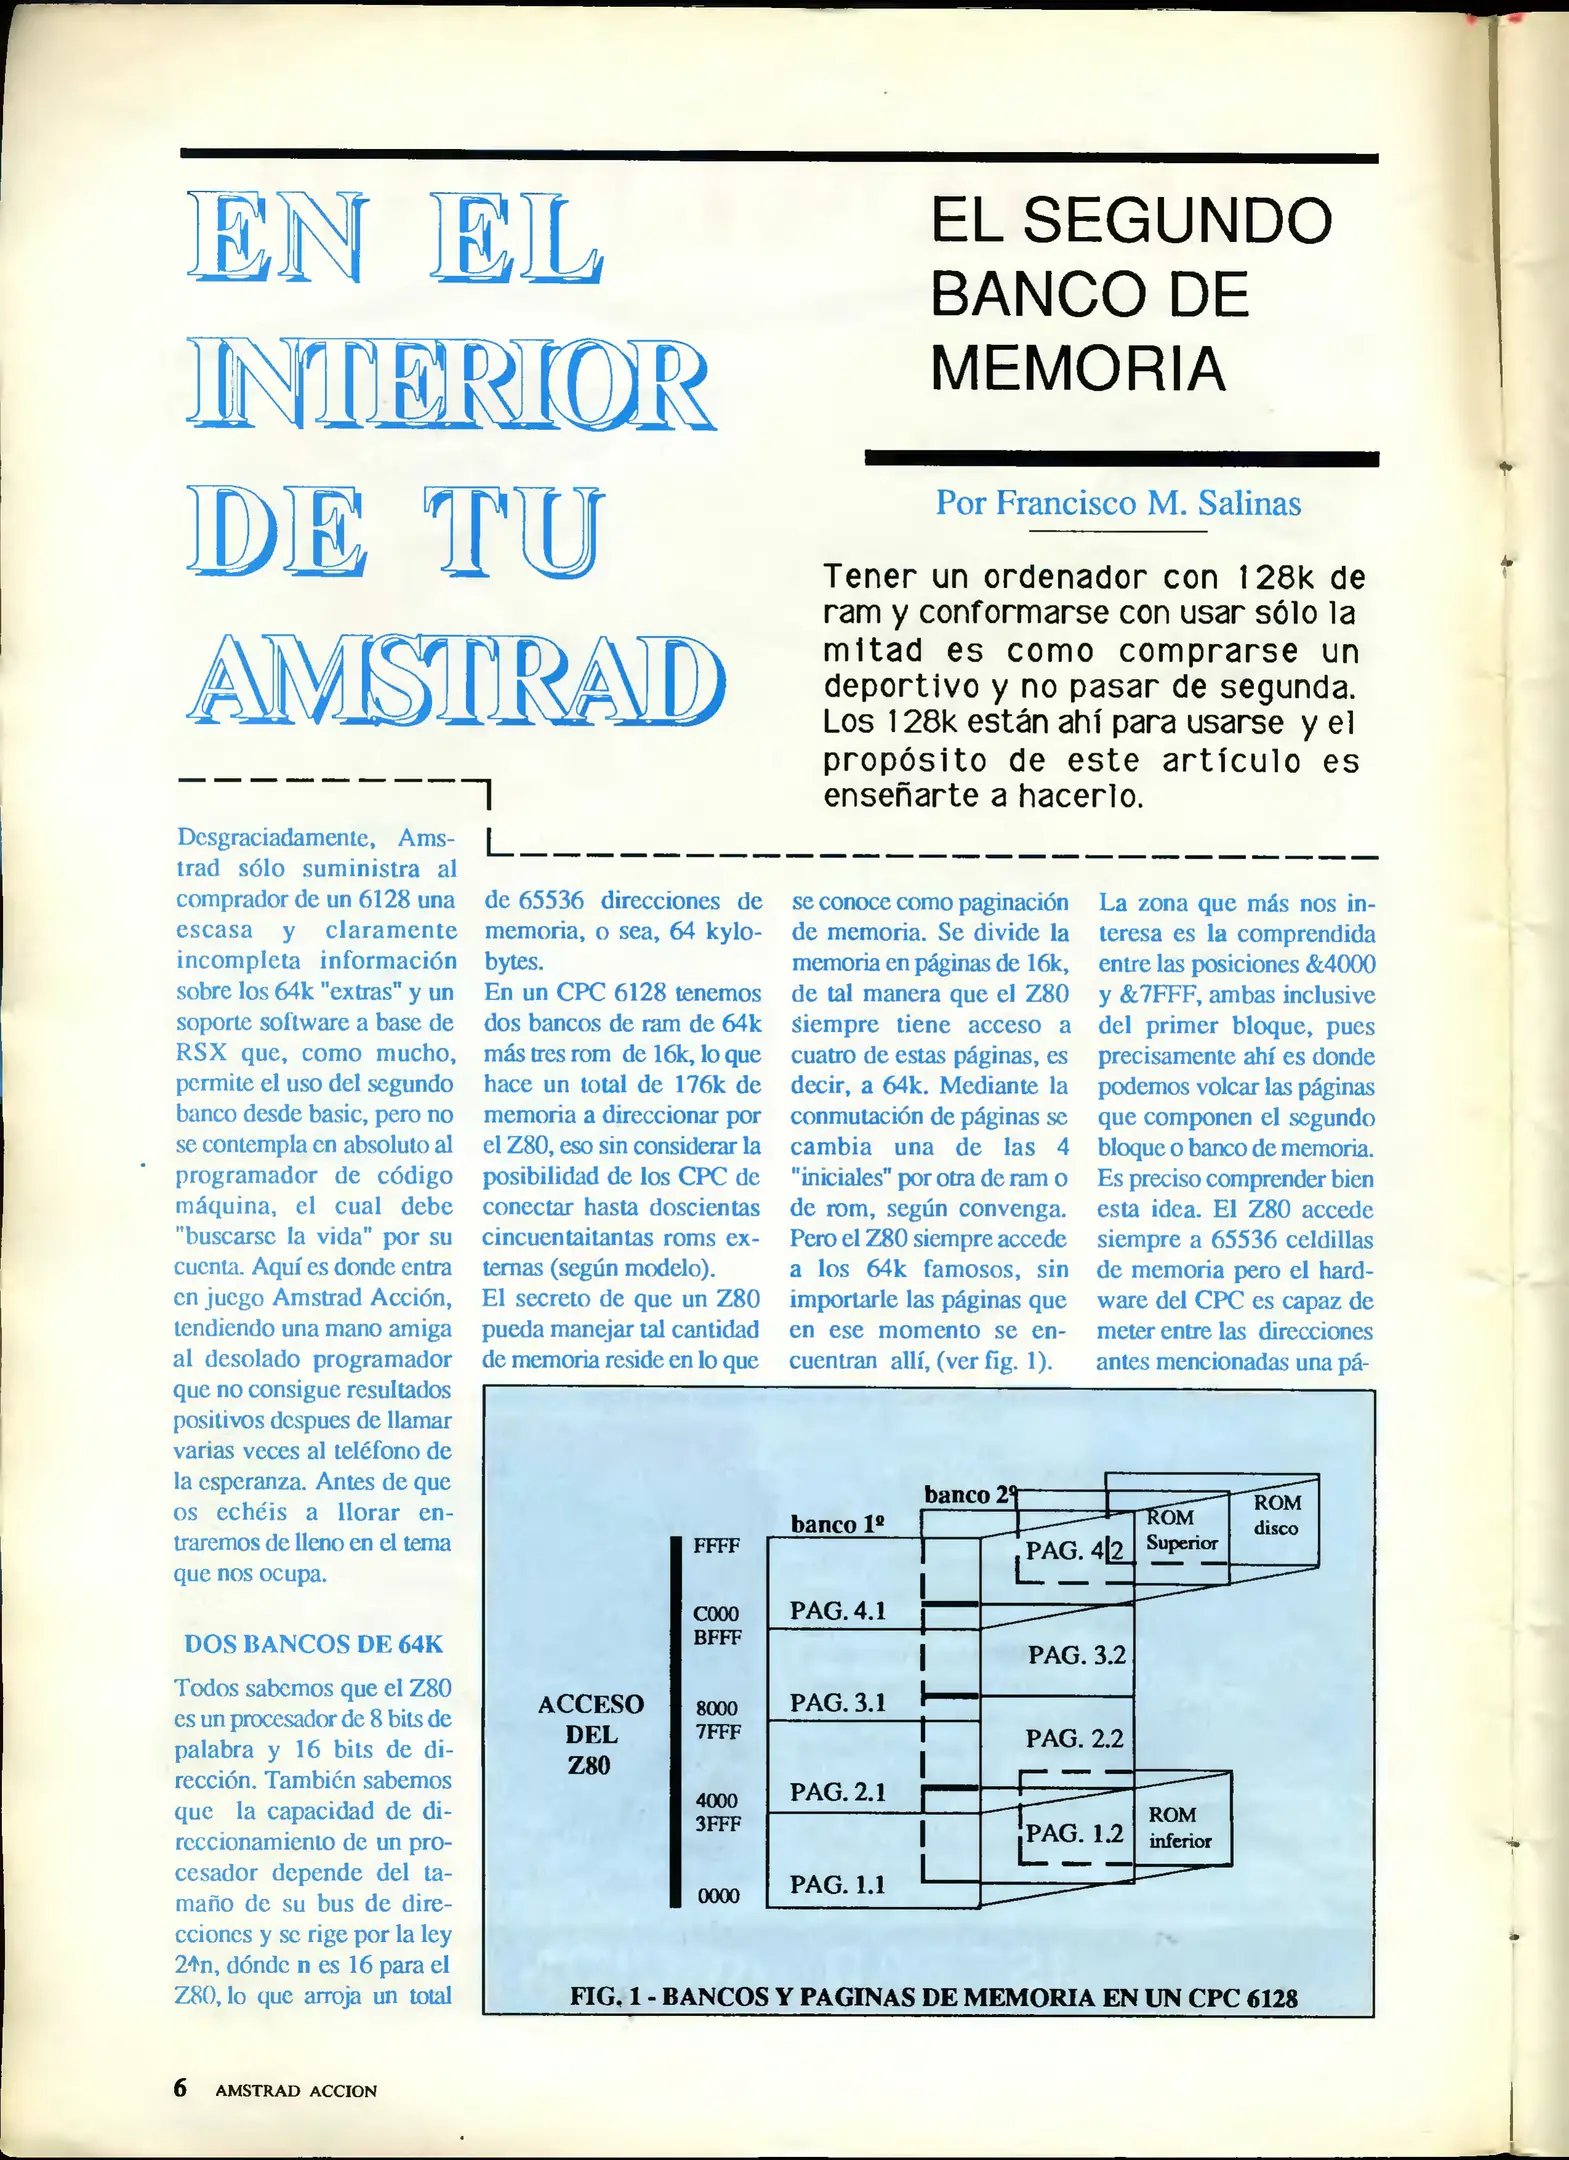 EN EL
INTERIOR
DE TU
AMSTRAD
EL SEGUNDO
BANCO DE
MEMORIA
Por Francisco M. Salinas
Tener un ordenador con 128k de
ram y conformarse con usar sólo la
mitad es como comprarse un
deportivo y no pasar de segunda.
Los 128k están ahí para usarse y el
propósito de este artículo es
enseñarte a hacerlo.
Desgraciadamente, Ams-
trad sólo suministra al
comprador de un 6128 una
escasa y claramente
incompleta información
sobre los 64k "extras" y un
soporte software a base de
RSX que, como mucho,
permite el uso del segundo
banco desde basic, pero no
se contempla en absoluto al
programador de código
máquina, el cual debe
"buscarse la vida" por su
cuenta. Aquí es donde entra
en juego Amstrad Acción,
tendiendo una mano amiga
al desolado programador
que no consigue resultados
positivos despues de llamar
varias veces al teléfono de
la esperanza. Antes de que
os echéis a llorar en-
traremos de lleno en el tema
que nos ocupa.
DOS BANCOS DE 64K
Todos sabemos que el Z80
es un procesador de 8 bits de
palabra y 16 bits de di-
rección. También sabemos
que la capacidad de di-
reccionamiento de un pro-
cesador depende del ta-
maño de su bus de dire-
cciones y se rige por la ley
2↑n, dónde n es 16 para el
Z80, lo que arroja un total
de 65536 direcciones de
memoria, o sea, 64 kylo-
bytes.
En un CPC 6128 tenemos
dos bancos de ram de 64k
más tres rom de 16k, lo que
hace un total de 176k de
memoria a direccionar por
el Z80, eso sin considerar la
posibilidad de los CPC de
conectar hasta doscientas
cincuentaitantas roms ex-
ternas (según modelo).
El secreto de que un Z80
pueda manejar tal cantidad
de memoria reside en lo que
se conoce como paginación
de memoria. Se divide la
memoria en páginas de 16k,
de tal manera que el Z80
siempre tiene acceso a
cuatro de estas páginas, es
decir, a 64k. Mediante la
conmutación de páginas se
cambia una de las 4
"iniciales" por otra de ram o
de rom, según convenga.
Pero el Z80 siempre accede
a los 64k famosos, sin
importarle las páginas que
en ese momento se en-
cuentran allí, (ver fig. 1).
La zona que más nos in-
teresa es la comprendida
entre las posiciones &4000
y &7FFF, ambas inclusive
del primer bloque, pues
precisamente ahí es donde
podemos volcar las páginas
que componen el segundo
bloque o banco de memoria.
Es preciso comprender bien
esta idea. El Z80 accede
siempre a 65536 celdillas
de memoria pero el hard-
ware del CPC es capaz de
meter entre las direcciones
antes mencionadas una pá-
banco 1º
banco 2º
ROM
disco
ROM
Superior
FFFF
PAG. 4.2
C000
PAG. 4.1
BFFF
PAG. 3.2
ACCESO
DEL
Z80
8000
PAG. 3.1
7FFF
PAG. 2.2
4000
PAG. 2.1
3FFF
PAG. 1.2
ROM
inferior
0000
PAG. 1.1
FIG. 1 - BANCOS Y PAGINAS DE MEMORIA EN UN CPC 6128
6 AMSTRAD ACCION